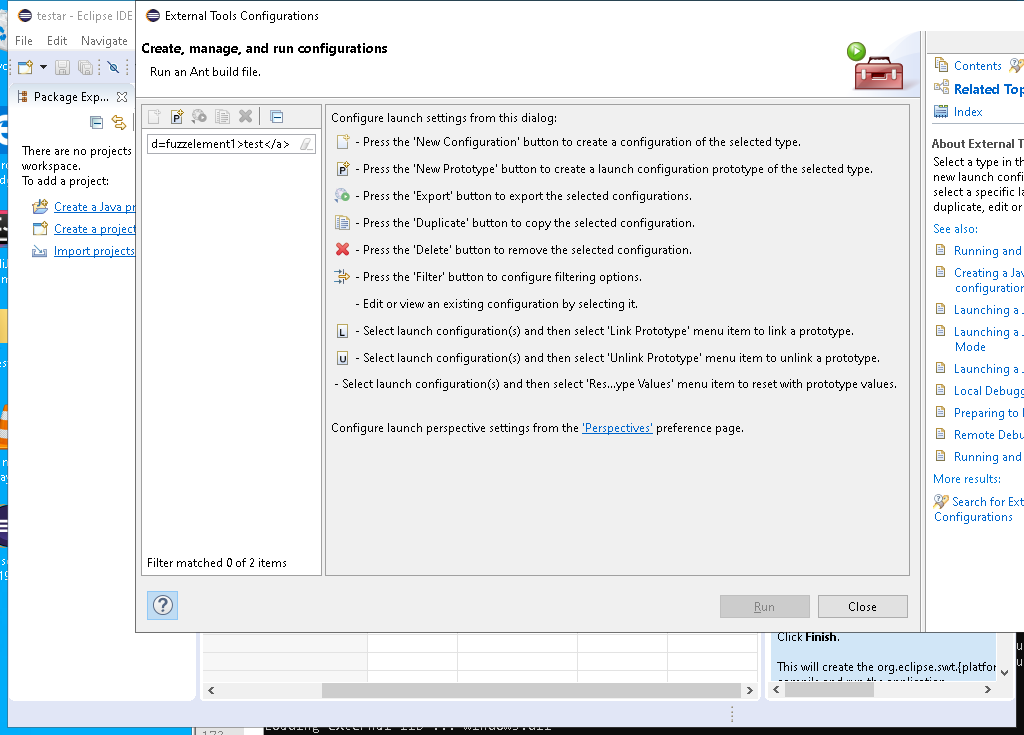 testar - Eclipse IDE
File Edit Navigate
Package Exp...
There are no projects
workspace.
To add a project:
Create a Java pr
Create a project
Import projects
External Tools Configurations
Create, manage, and run configurations
Run an Ant build file.
d=fuzzelement1>test</a>
Filter matched 0 of 2 items
Configure launch settings from this dialog:
- Press the 'New Configuration' button to create a configuration of the selected type.
- Press the 'New Prototype' button to create a launch configuration prototype of the selected type.
- Press the 'Export' button to export the selected configurations.
- Press the 'Duplicate' button to copy the selected configuration.
- Press the 'Delete' button to remove the selected configuration.
- Press the 'Filter' button to configure filtering options.
- Edit or view an existing configuration by selecting it.
L - Select launch configuration(s) and then select 'Link Prototype' menu item to link a prototype.
U - Select launch configuration(s) and then select 'Unlink Prototype' menu item to unlink a prototype.
- Select launch configuration(s) and then select 'Res...ype Values' menu item to reset with prototype values.
Configure launch perspective settings from the 'Perspectives' preference page.
?
Run
Close
Contents
Related Top
Index
About External T
Select a type in th
new launch confi
select a specific la
duplicate, edit or
See also:
Running and
Creating a Jav
configuration
Launching a J
Launching a J
Mode
Launching a J
Local Debugg
Preparing to
Remote Debu
Running and
More results:
Search for Ext
Configurations
Click Finish.
This will create the org.eclipse.swt.{platfor
compile and run the application
172
Loading external lib ... windows.dll